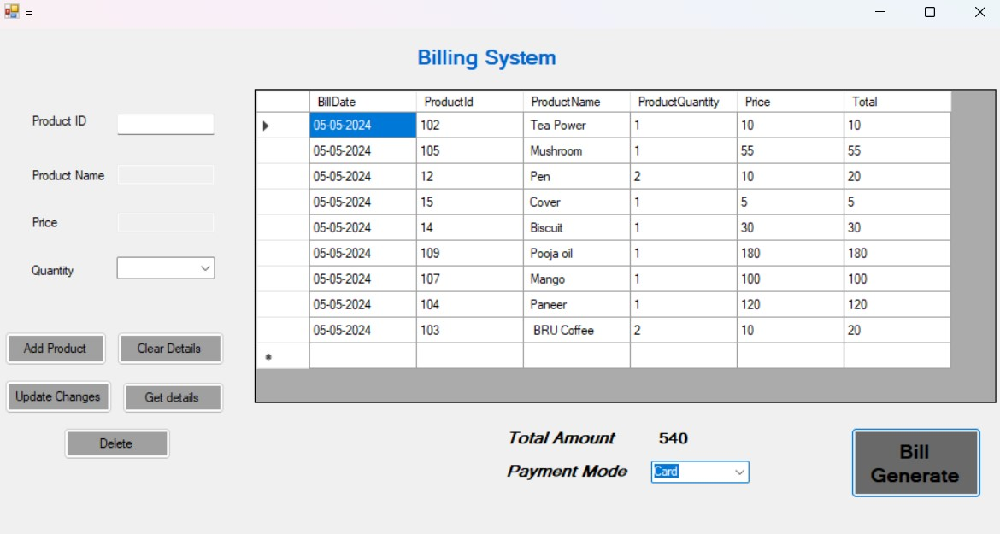 =
Billing System
Product ID
Product Name
Price
Quantity
Add Product Clear Details
Update Changes Get details
Delete
BillDate ProductId ProductName ProductQuantity Price Total
05-05-2024 102 Tea Power 1 10 10
05-05-2024 105 Mushroom 1 55 55
05-05-2024 12 Pen 2 10 20
05-05-2024 15 Cover 1 5 5
05-05-2024 14 Biscuit 1 30 30
05-05-2024 109 Pooja oil 1 180 180
05-05-2024 107 Mango 1 100 100
05-05-2024 104 Paneer 1 120 120
05-05-2024 103 BRU Coffee 2 10 20
Total Amount 540
Payment Mode Card
Bill
Generate